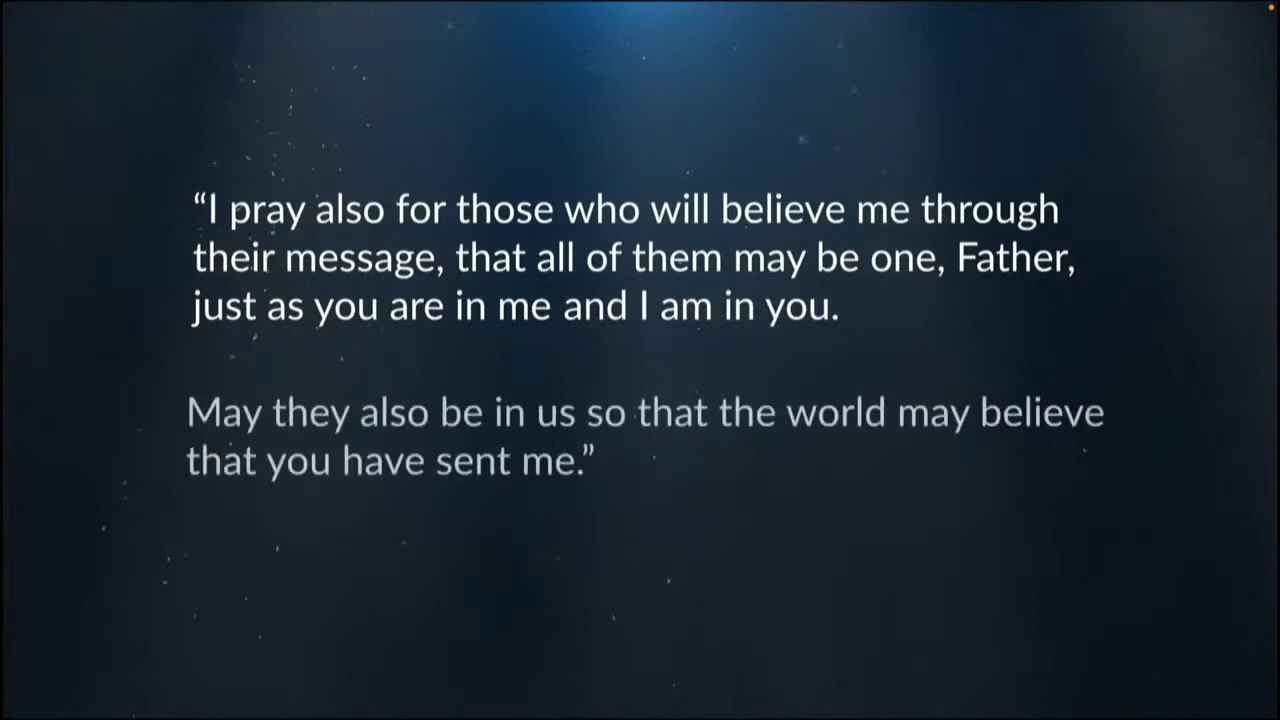 “I pray also for those who will believe me through
their message, that all of them may be one, Father,
just as you are in me and I am in you.
May they also be in us so that the world may believe
that you have sent me.”